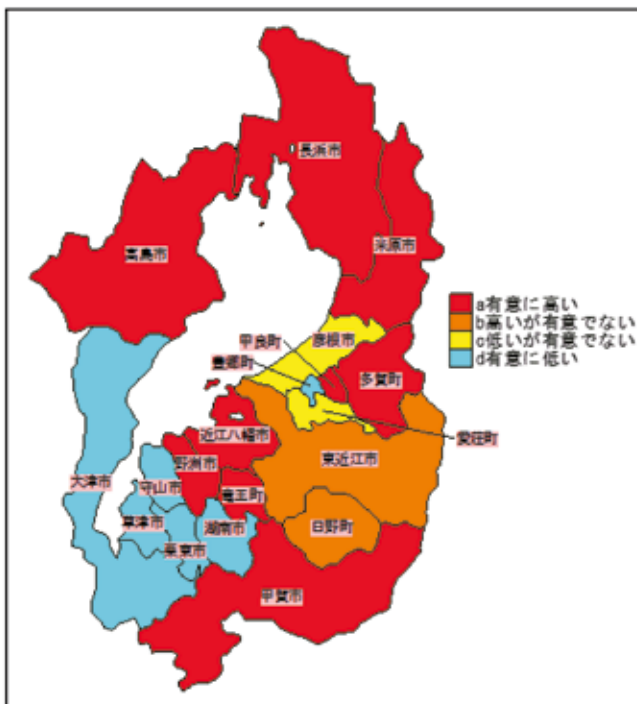 長浜市
米原市
高島市
a有意に高い
b高いが有意でない
c低いが有意でない
d有意に低い
彦根市
甲良町
豊郷町
多賀町
近江八幡市
愛荘町
野洲市
東近江市
大津市
守山市
竜王町
草津市
湖南市
日野町
栗東市
甲賀市